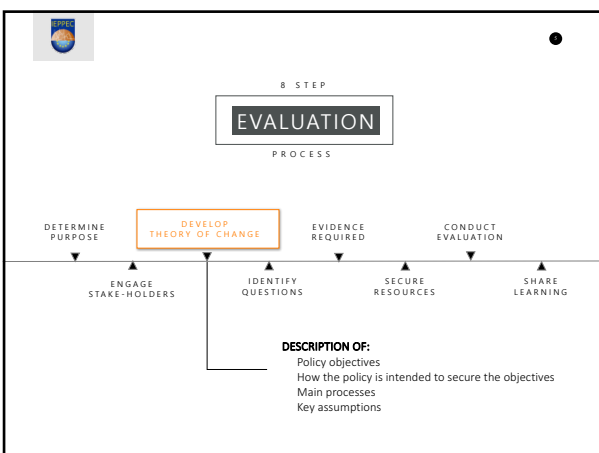 IEPPEC
5
8 STEP
EVALUATION
PROCESS
DETERMINE
PURPOSE
DEVELOP
THEORY OF CHANGE
EVIDENCE
REQUIRED
CONDUCT
EVALUATION
ENGAGE
STAKE-HOLDERS
IDENTIFY
QUESTIONS
SECURE
RESOURCES
SHARE
LEARNING
DESCRIPTION OF:
Policy objectives
How the policy is intended to secure the objectives
Main processes
Key assumptions